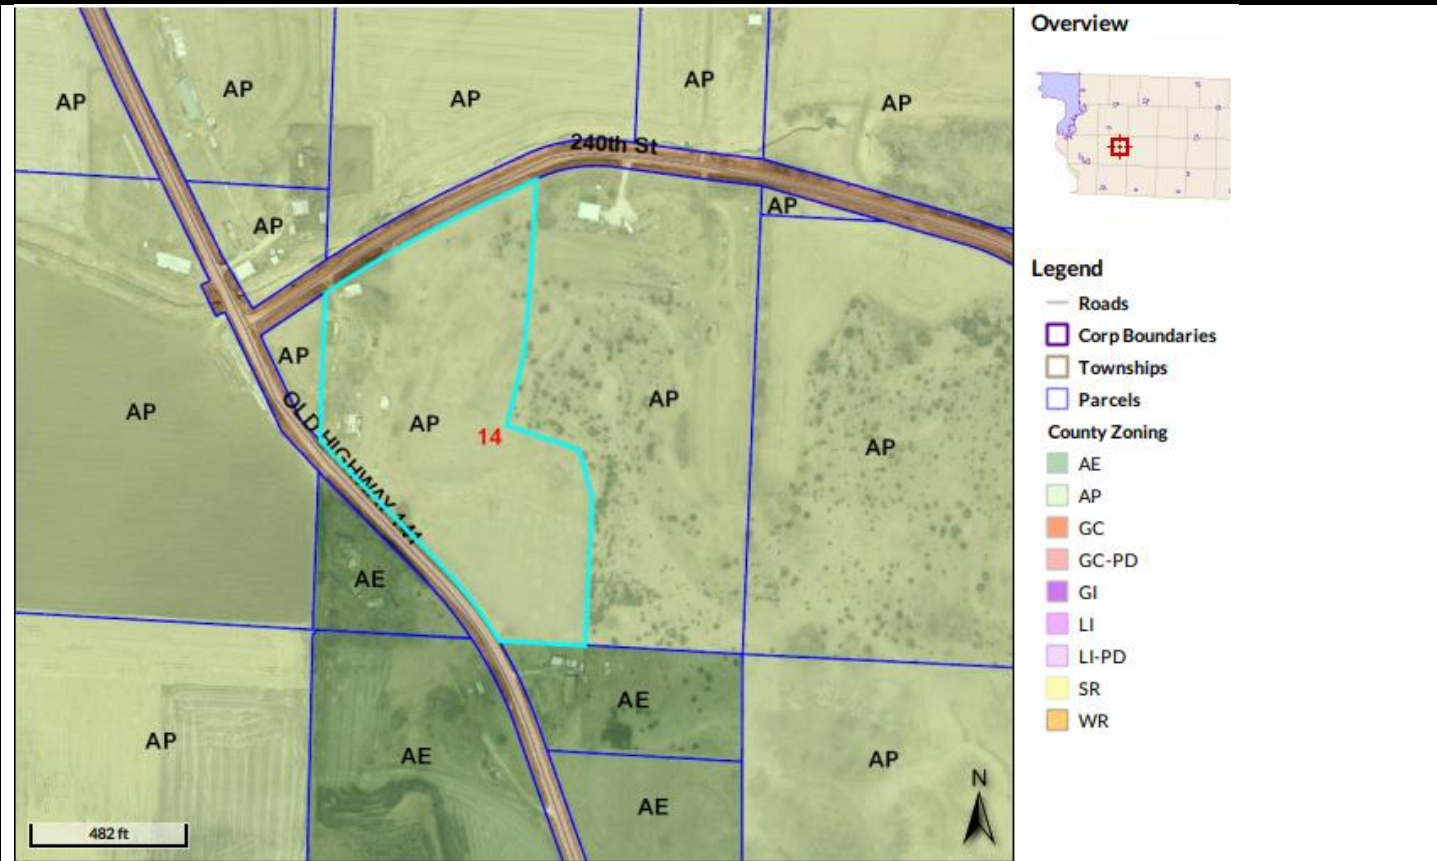 AP
AP
AP
AP
AP
240th St
AP
AP
AP
AP
OLD HIGHWAY 141
AP
14
AP
AP
AE
AE
AP
AE
AP
AE
482 ft
N
Overview
Legend
Roads
Corp Boundaries
Townships
Parcels
County Zoning
AE
AP
GC
GC-PD
GI
LI
LI-PD
SR
WR